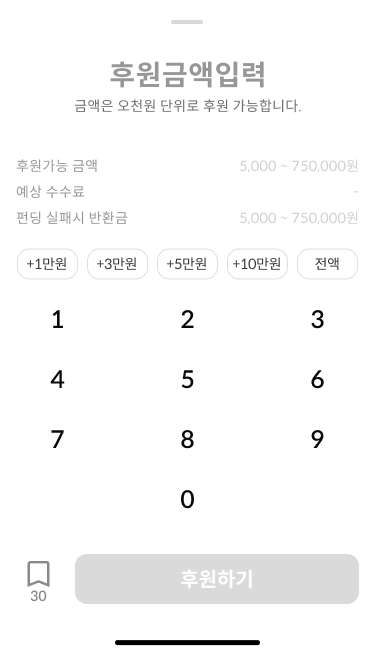 후원금액입력
금액은 오천원 단위로 후원 가능합니다.
후원가능 금액 5,000 ~ 750,000원
예상 수수료 -
펀딩 실패시 반환금 5,000 ~ 750,000원
+1만원 +3만원 +5만원 +10만원 전액
1 2 3
4 5 6
7 8 9
0
후원하기
30